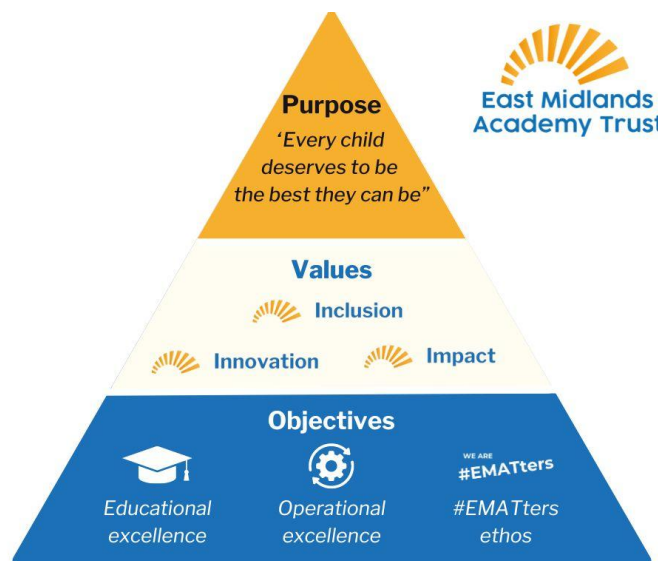 Purpose
‘Every child
deserves to be
the best they can be”
East Midlands
Academy Trust
Values
Inclusion
Innovation
Impact
Objectives
WE ARE
#EMATters
Educational
excellence
Operational
excellence
#EMATters
ethos